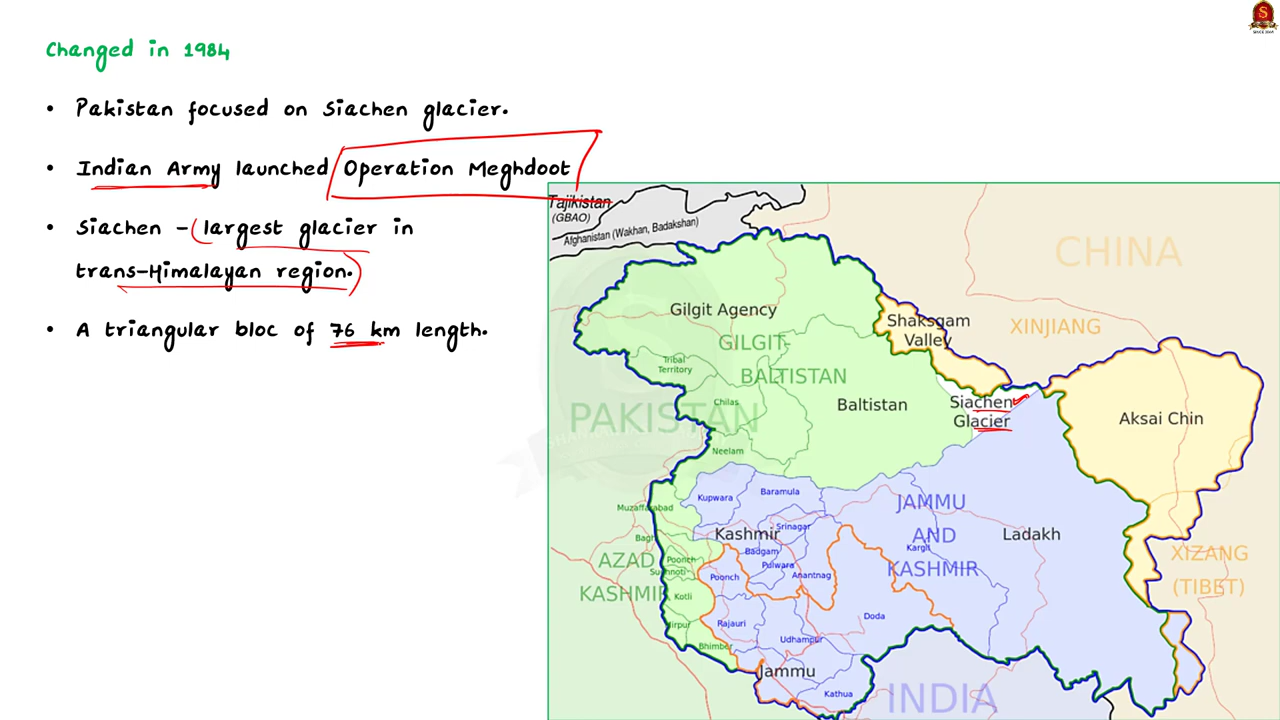 Changed in 1984
• Pakistan focused on Siachen glacier.
• Indian Army launched Operation Meghdoot
• Siachen - (largest glacier in
trans-Himalayan region.)
• A triangular bloc of 76 km length.
Tajikistan
(GBAO)
Afghanistan (Wakhan, Badakshan)
CHINA
Gilgit Agency
Shaksgam
Valley
XINJIANG
GILGIT-
BALTISTAN
Tribal
Territory
Chilas
Baltistan
Siachen
Glacier
Aksai Chin
PAKISTAN
Neelam
Kupwara
Baramula
JAMMU
AND
KASHMIR
Muzaffarabad
Srinagar
Kashmir
Ladakh
Bagh
Badgam
Kargil
XIZANG
(TIBET)
AZAD
KASHMIR
Poonch
Pulwara
Anantnag
Poonch
Kotli
Rajauri
Doda
Bhimber
Udhampur
Jammu
Kathua
INDIA
S